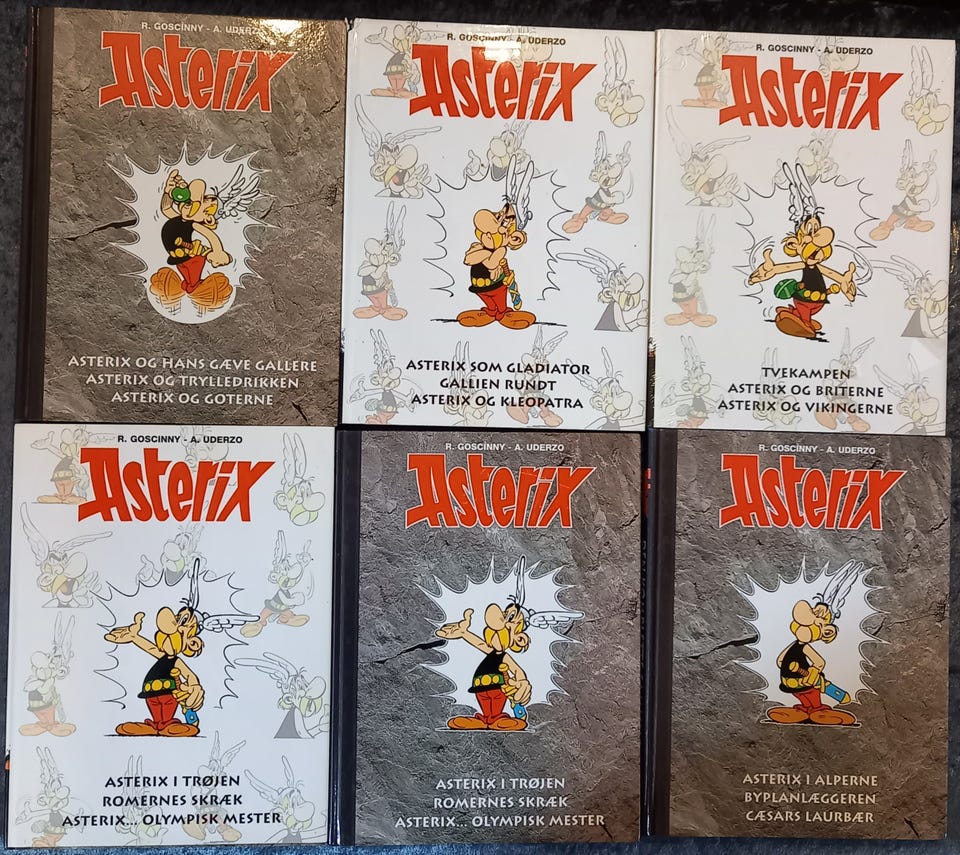 R. GOSCINNY - A. UDERZO
Asterix
ASTERIX OG HANS GÆVE GALLERE
ASTERIX OG TRYLLEDRIKKEN
ASTERIX OG GOTERNE
R. GOSCINNY - A. UDERZO
Asterix
ASTERIX SOM GLADIATOR
GALLIEN RUNDT
ASTERIX OG KLEOPATRA
R. GOSCINNY - A. UDERZO
Asterix
TVEKAMPEN
ASTERIX OG BRITERNE
ASTERIX OG VIKINGERNE
R. GOSCINNY - A. UDERZO
Asterix
ASTERIX I TRØJEN
ROMERNES SKRÆK
ASTERIX... OLYMPISK MESTER
R. GOSCINNY - A. UDERZO
Asterix
ASTERIX I TRØJEN
ROMERNES SKRÆK
ASTERIX... OLYMPISK MESTER
R. GOSCINNY - A. UDERZO
Asterix
ASTERIX I ALPERNE
BYPLANLÆGGEREN
CÆSARS LAURBÆR